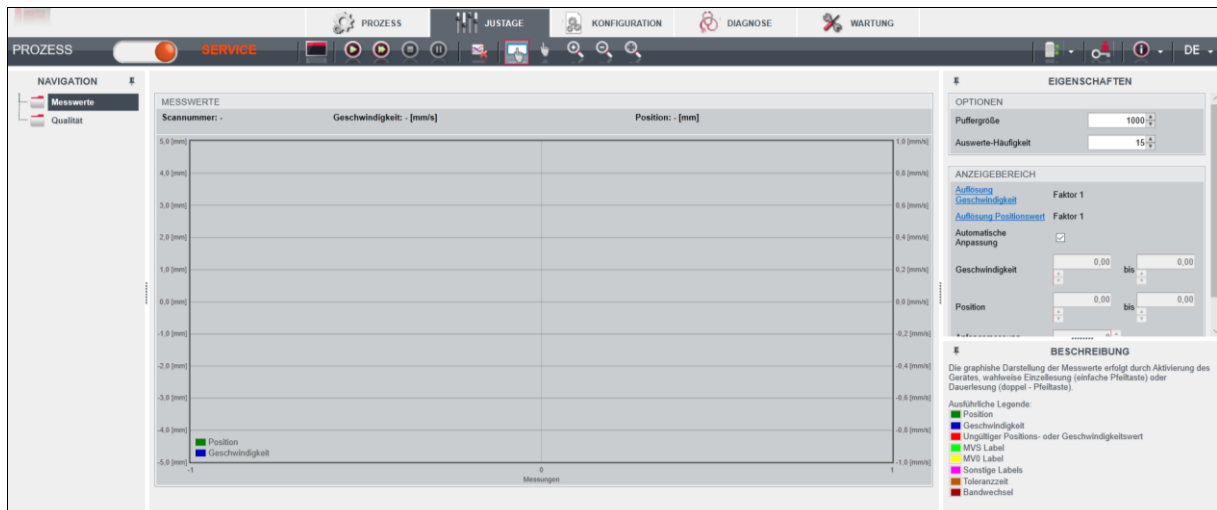 PROZESS
JUSTAGE
KONFIGURATION
DIAGNOSE
WARTUNG
PROZESS
SERVICE
DE
NAVIGATION
Messwerte
Qualität
MESSWERTE
Scannummer: - Geschwindigkeit: - [mm/s] Position: - [mm]
5,0 [mm] 1,0 [mm/s]
4,0 [mm] 0,8 [mm/s]
3,0 [mm] 0,6 [mm/s]
2,0 [mm] 0,4 [mm/s]
1,0 [mm] 0,2 [mm/s]
0,0 [mm] 0,0 [mm/s]
-1,0 [mm] -0,2 [mm/s]
-2,0 [mm] -0,4 [mm/s]
-3,0 [mm] -0,6 [mm/s]
-4,0 [mm] -0,8 [mm/s]
-5,0 [mm] -1,0 [mm/s]
Position
Geschwindigkeit
-1 0 1
Messungen
EIGENSCHAFTEN
OPTIONEN
Puffergröße 1000
Auswerte-Häufigkeit 15
ANZEIGEBEREICH
Auflösung
Geschwindigkeit Faktor 1
Auflösung Positionswert Faktor 1
Automatische
Anpassung
Geschwindigkeit 0,00 bis 0,00
Position 0,00 bis 0,00
BESCHREIBUNG
Die graphishe Darstellung der Messwerte erfolgt durch Aktivierung des
Gerätes, wahlweise Einzellesung (einfache Pfeiltaste) oder
Dauerlesung (doppel - Pfeiltaste).
Ausführliche Legende:
Position
Geschwindigkeit
Ungültiger Positions- oder Geschwindigkeitswert
MVS Label
MV0 Label
Sonstige Labels
Toleranzzeit
Bandwechsel